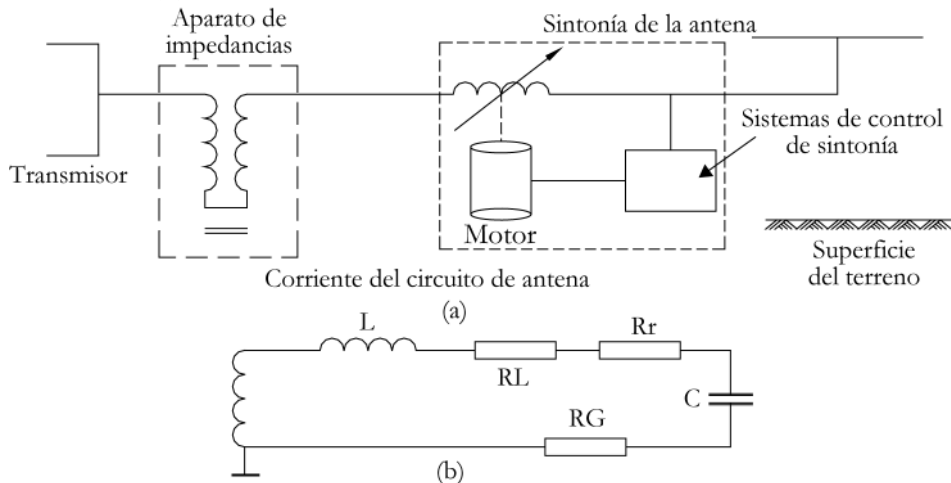 Aparato de
impedancias
Sintonía de la antena
Transmisor
Sistemas de control
de sintonía
Motor
Superficie
del terreno
Corriente del circuito de antena
(a)
L
Rr
RL
C
RG
(b)